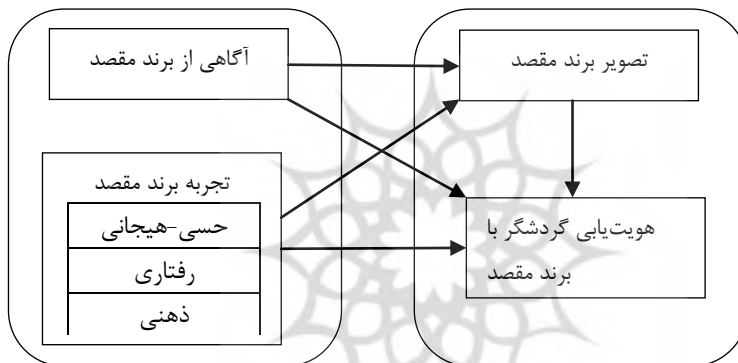 آگاهی از برند مقصد
تصویر برند مقصد
تجربه برند مقصد
حسی-هیجانی
رفتاری
ذهنی
هویت‌یابی گردشگر با
برند مقصد